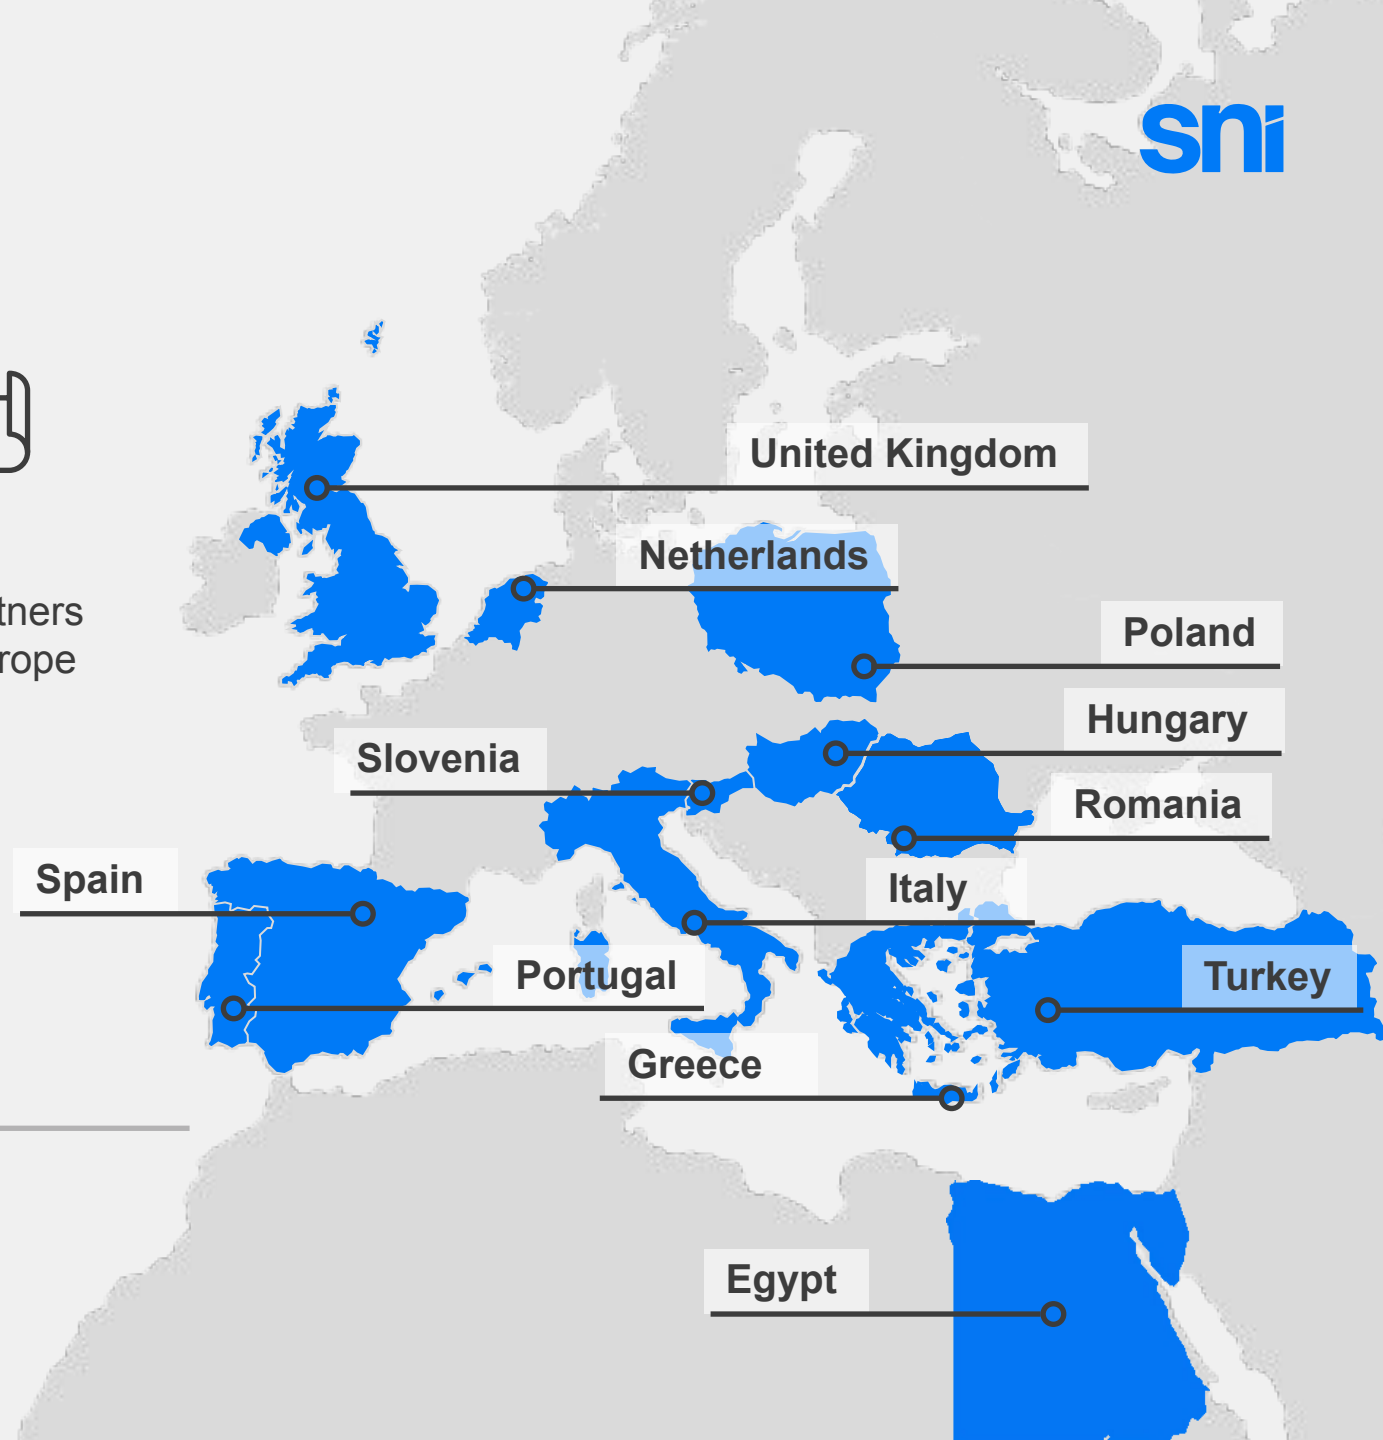 sni
United Kingdom
Netherlands
tners
rope
Poland
Hungary
Slovenia
Romania
Spain
Italy
Portugal
Turkey
Greece
Egypt